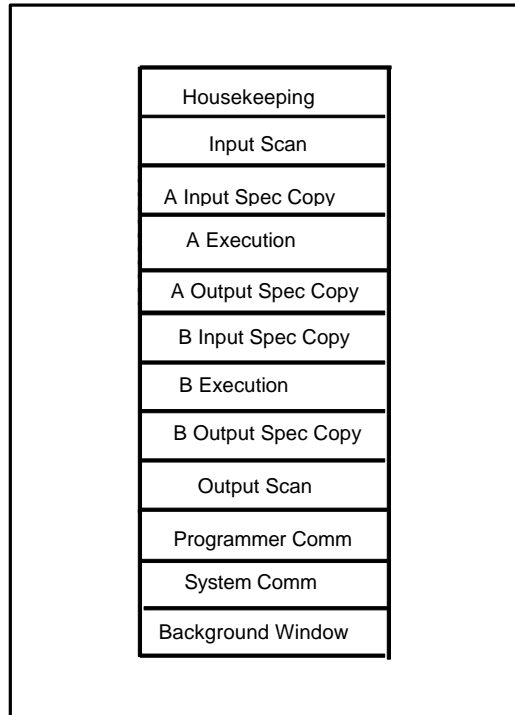 Housekeeping
Input Scan
A Input Spec Copy
A Execution
A Output Spec Copy
B Input Spec Copy
B Execution
B Output Spec Copy
Output Scan
Programmer Comm
System Comm
Background Window